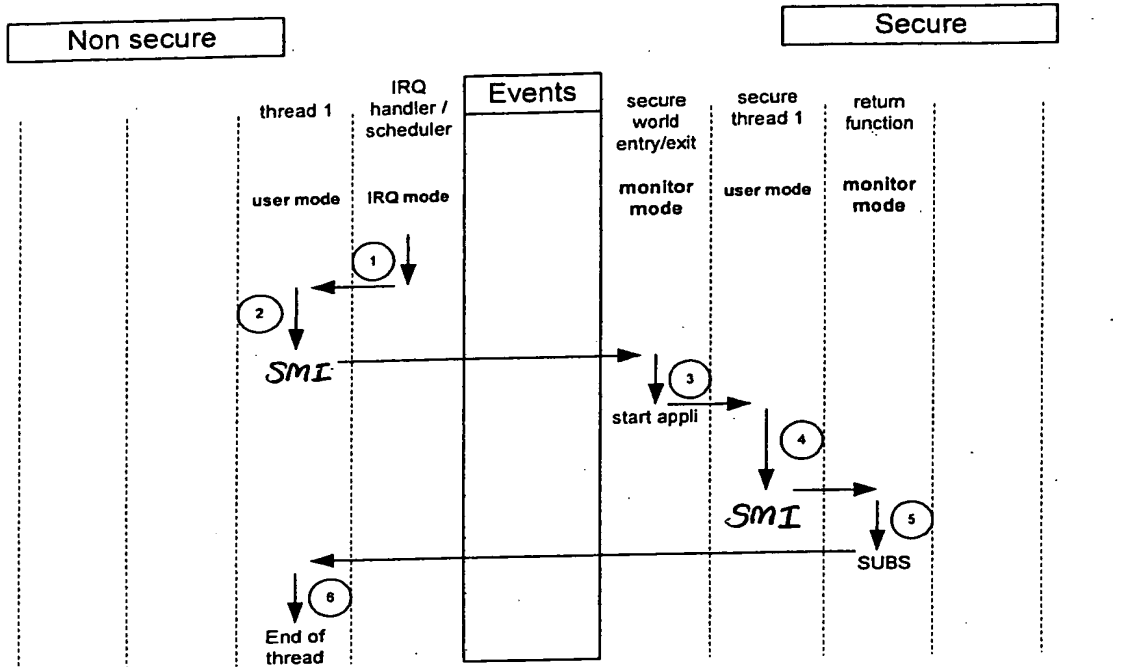 Non secure
Secure
thread 1
IRQ
handler /
scheduler
Events
secure
world
entry/exit
secure
thread 1
return
function
user mode
IRQ mode
monitor
mode
user mode
monitor
mode
1
2
SMI
3
start appli
4
SMI
5
SUBS
6
End of
thread